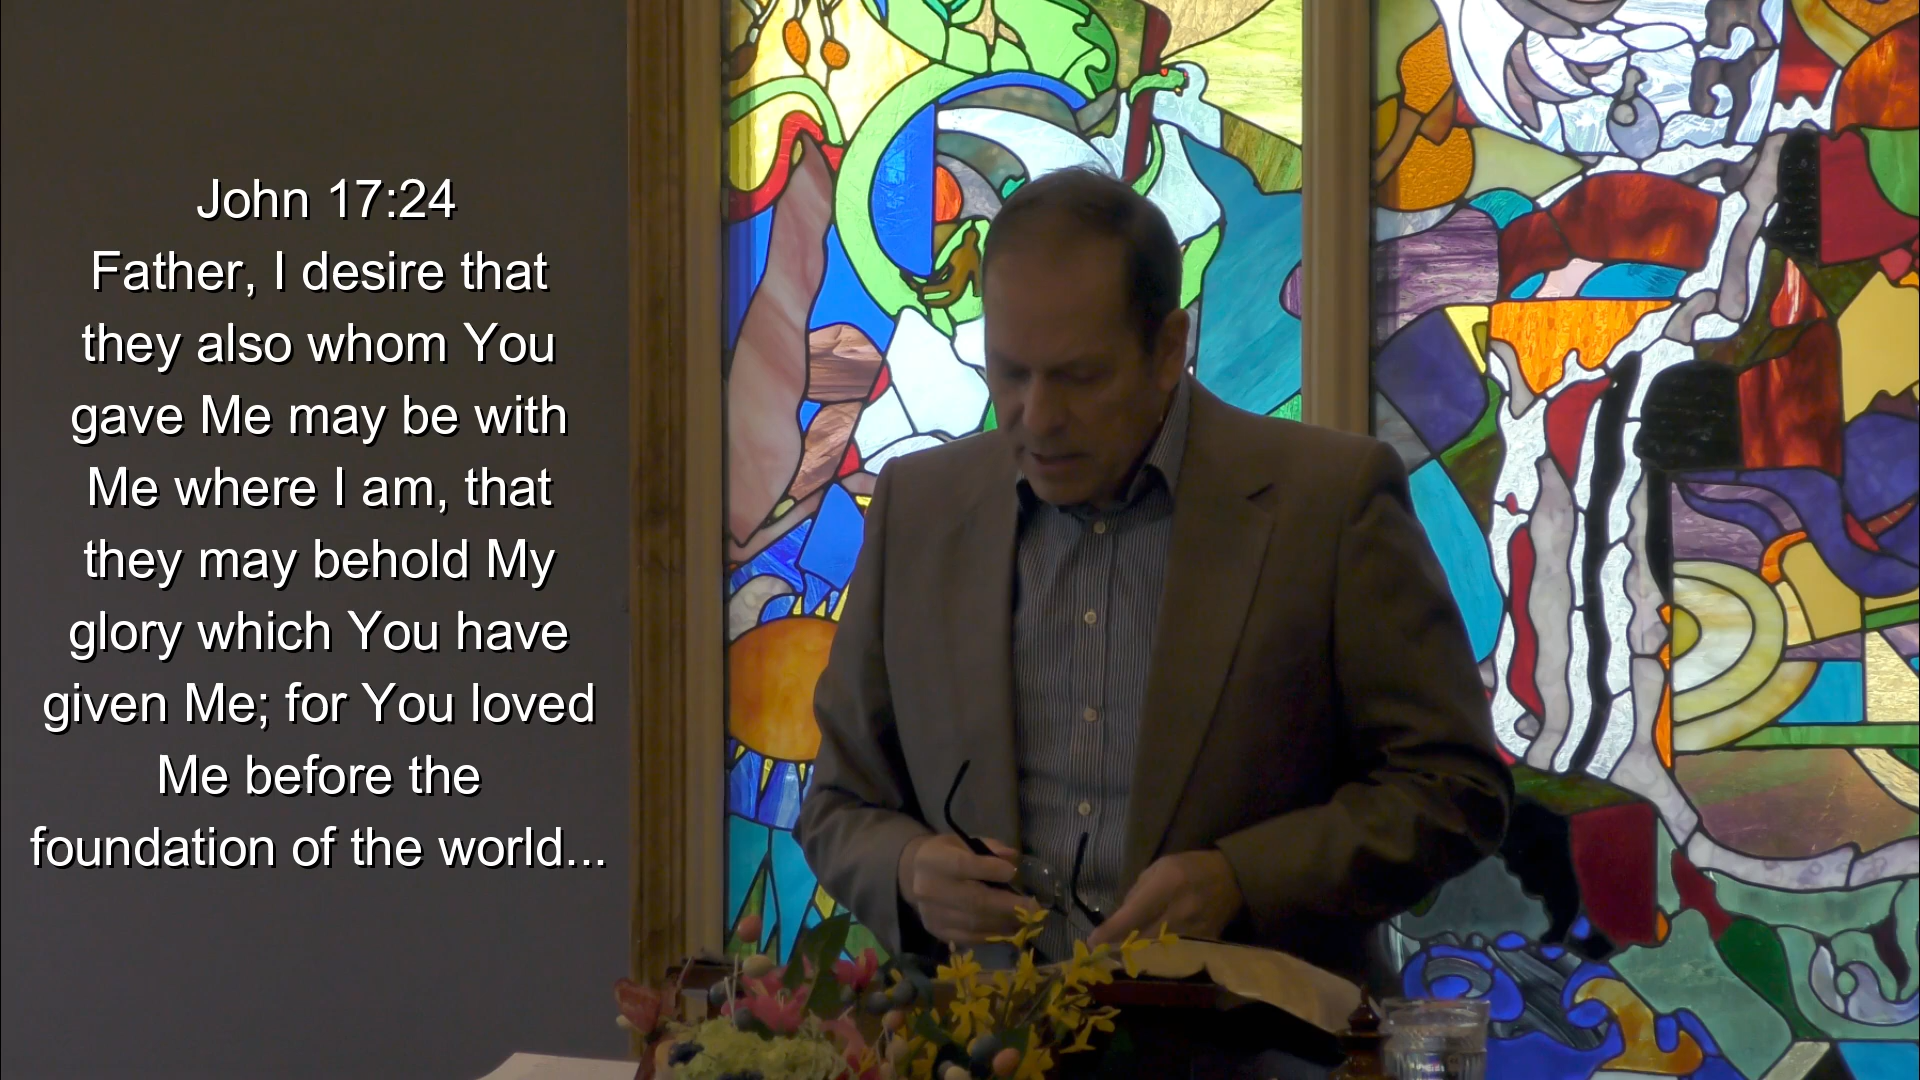 John 17:24
Father, I desire that
they also whom You
gave Me may be with
Me where I am, that
they may behold My
glory which You have
given Me; for You loved
Me before the
foundation of the world...